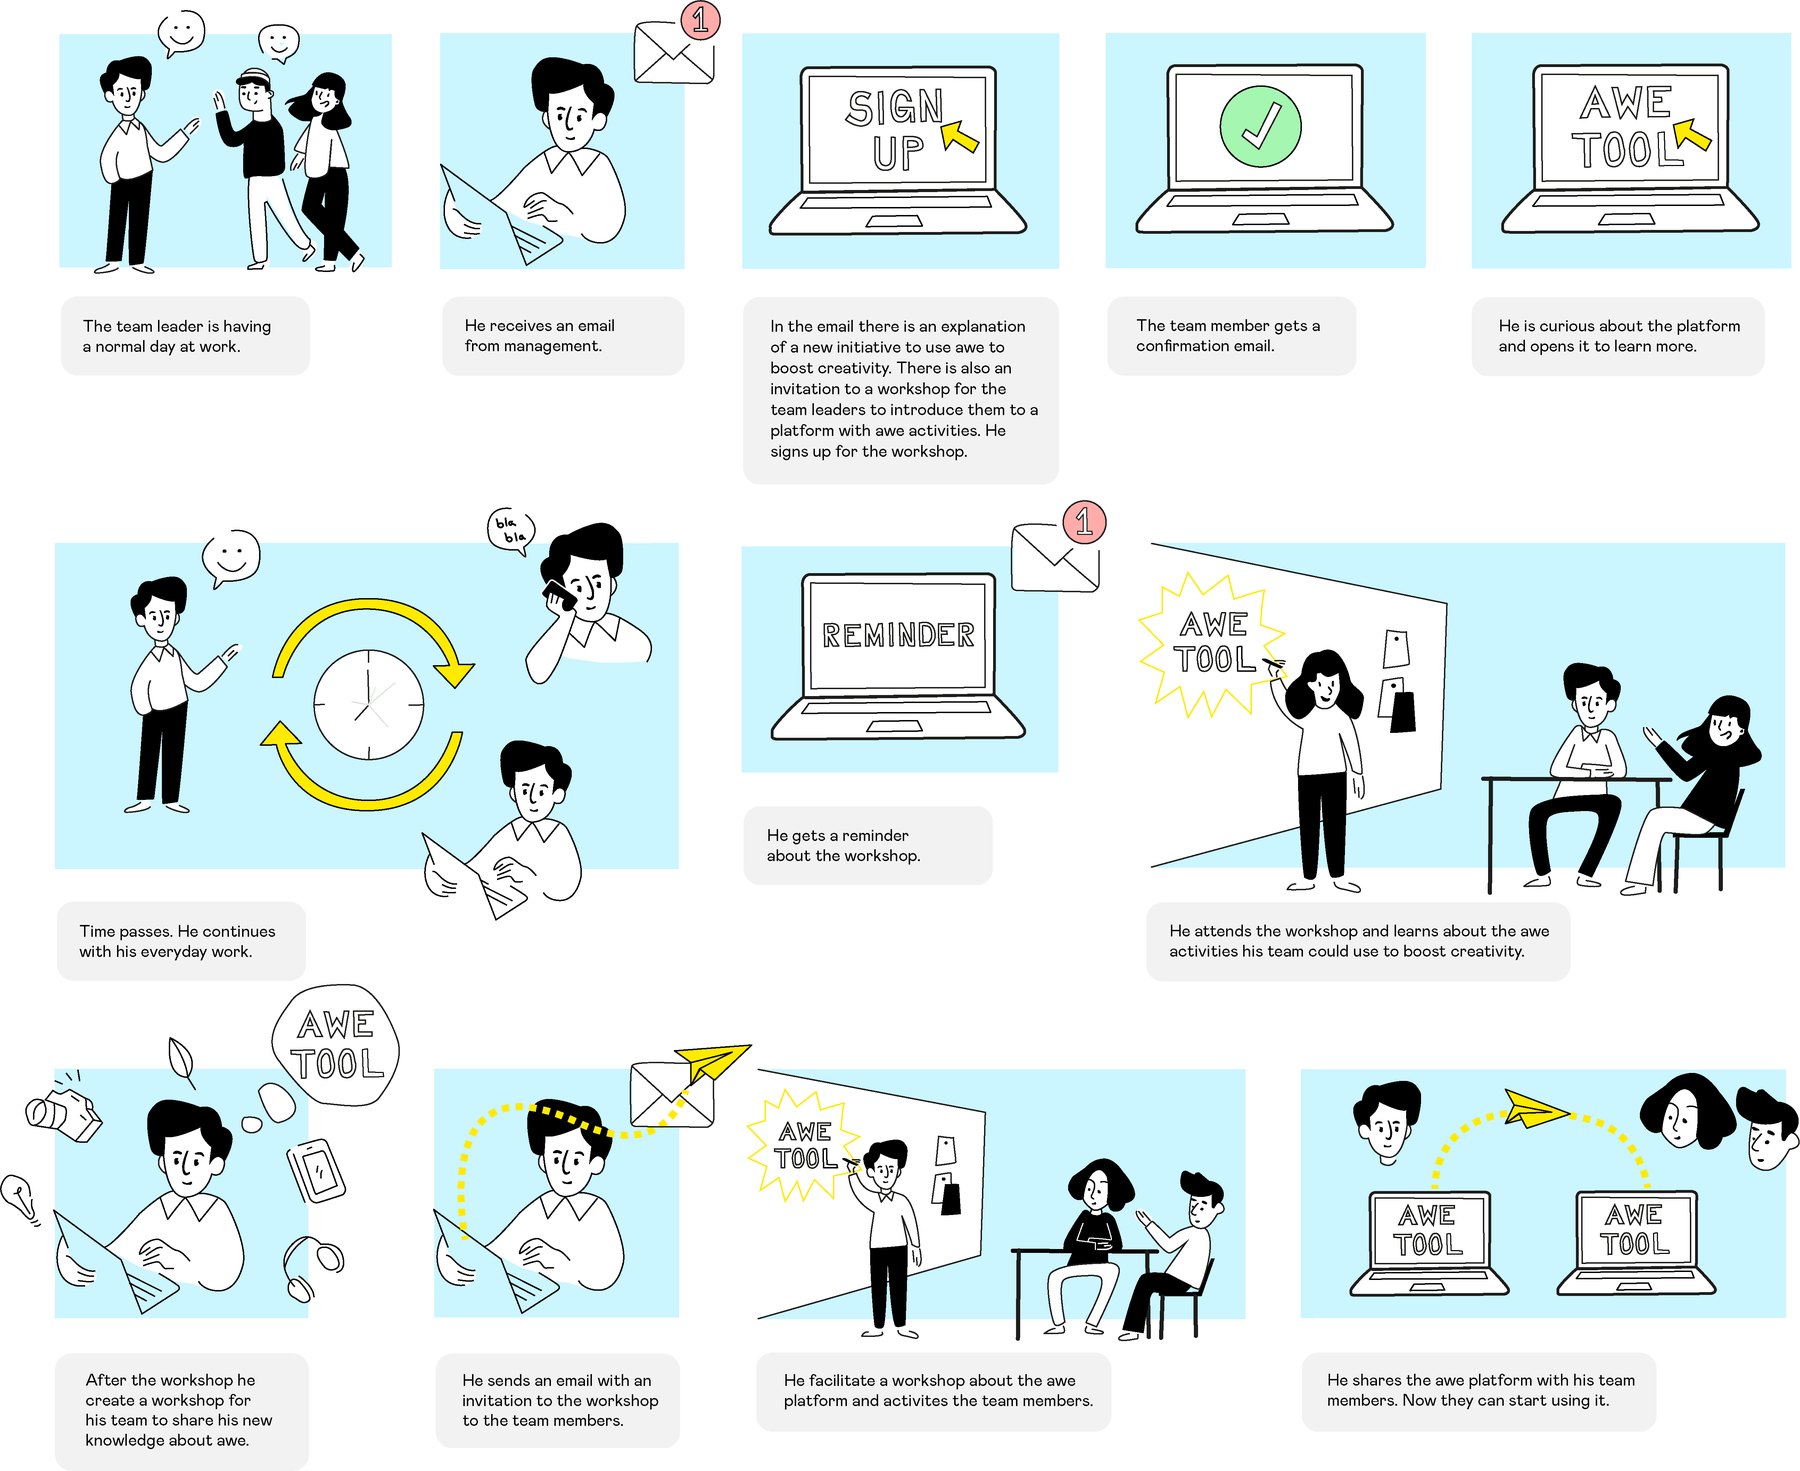 1
SIGN
UP
AWE
TOOL
The team leader is having
a normal day at work.
He receives an email
from management.
In the email there is an explanation
of a new initiative to use awe to
boost creativity. There is also an
invitation to a workshop for the
team leaders to introduce them to a
platform with awe activities. He
signs up for the workshop.
The team member gets a
confirmation email.
He is curious about the platform
and opens it to learn more.
bla
bla
1
REMINDER
AWE
TOOL
Time passes. He continues
with his everyday work.
He gets a reminder
about the workshop.
He attends the workshop and learns about the awe
activities his team could use to boost creativity.
AWE
TOOL
AWE
TOOL
AWE
TOOL
AWE
TOOL
After the workshop he
create a workshop for
his team to share his new
knowledge about awe.
He sends an email with an
invitation to the workshop
to the team members.
He facilitate a workshop about the awe
platform and activites the team members.
He shares the awe platform with his team
members. Now they can start using it.